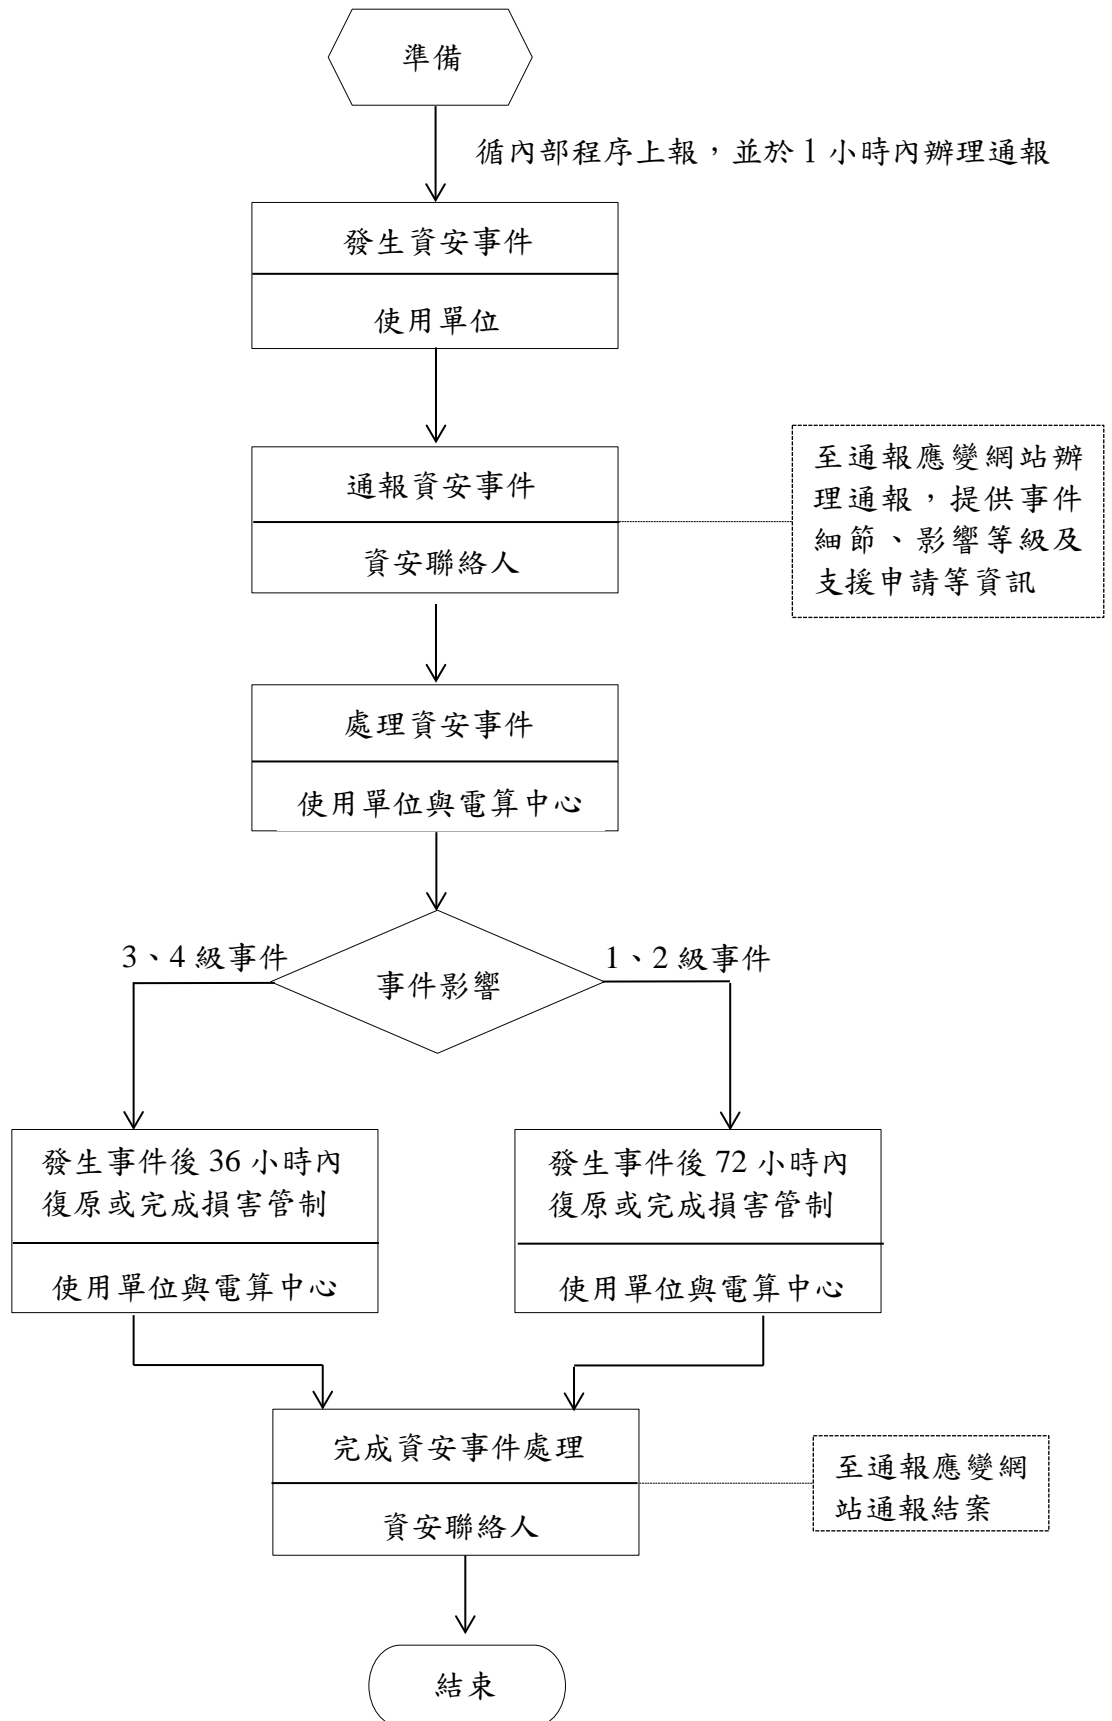 準備
循內部程序上報，並於 1 小時內辦理通報
發生資安事件
使用單位
通報資安事件
資安聯絡人
至通報應變網站辦
理通報，提供事件
細節、影響等級及
支援申請等資訊
處理資安事件
使用單位與電算中心
3、4 級事件
1、2 級事件
事件影響
發生事件後 36 小時內
復原或完成損害管制
使用單位與電算中心
發生事件後 72 小時內
復原或完成損害管制
使用單位與電算中心
完成資安事件處理
資安聯絡人
至通報應變網
站通報結案
結束